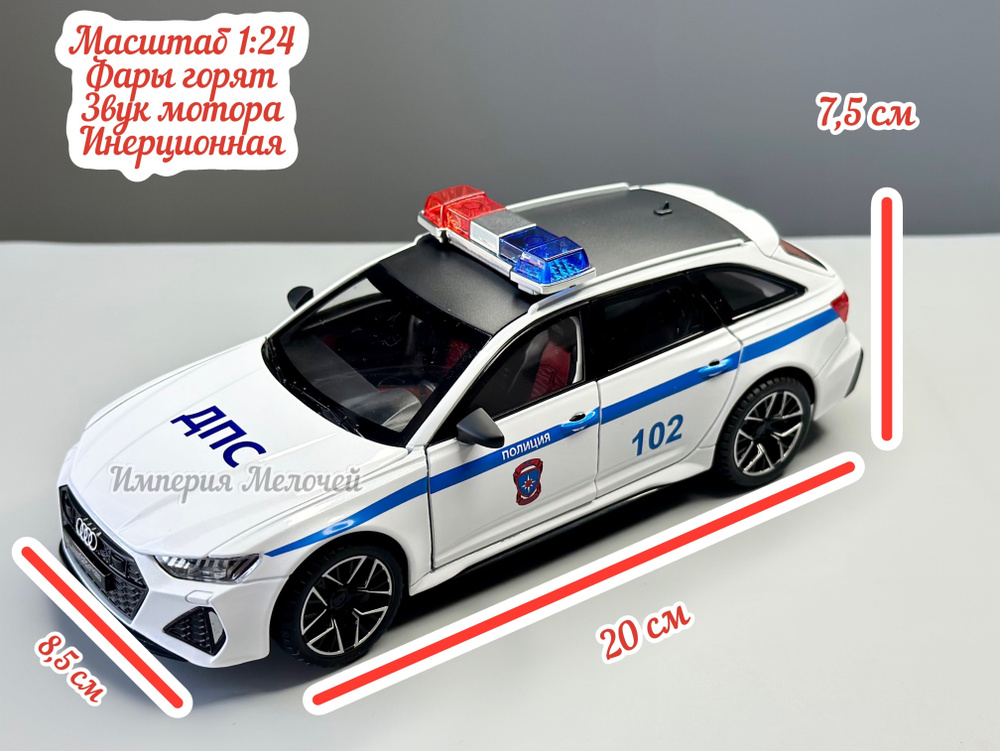 Масштаб 1:24
Фары горят
Звук мотора
Инерционная
7,5 см
ДПС
Империя Мелочей
ПОЛИЦИЯ
102
20 см
8,5 см